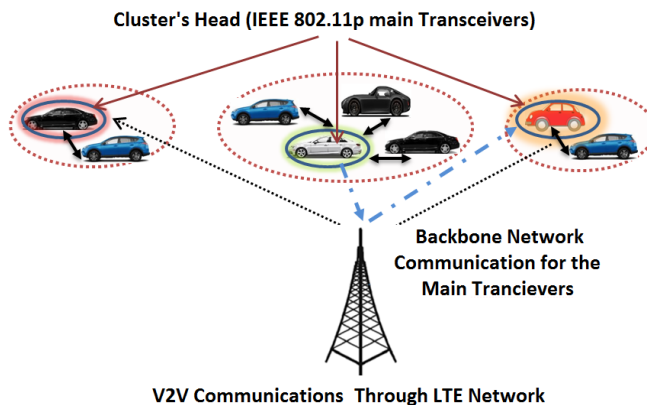 Cluster's Head (IEEE 802.11p main Transceivers)
Backbone Network
Communication for the
Main Trancievers
V2V Communications Through LTE Network